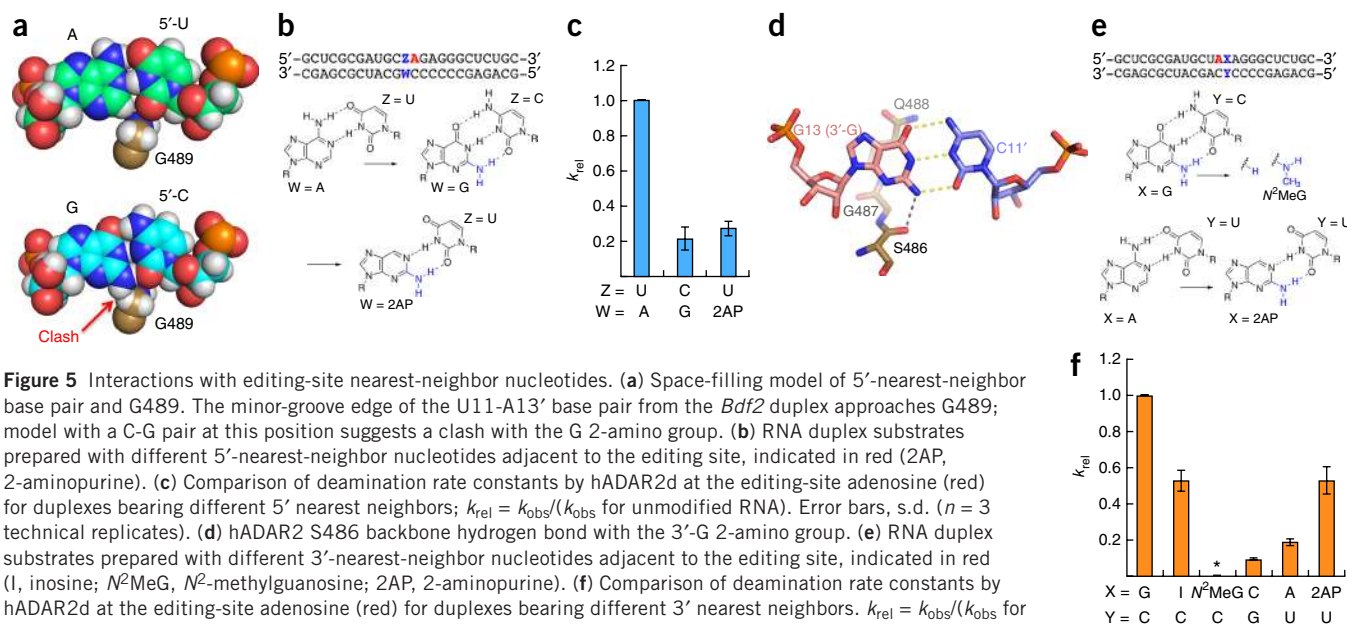 a
A
5′-U
G489
G
5′-C
G489
Clash
b
5′-GCUCGCGAUGCZAGAGGGCUCUGC-3′
3′-CGAGCGCUACGWCCCCCCGAGACG-5′
Z = U
Z = C
W = A
W = G
Z = U
W = 2AP
c
k_rel
1.2
1.0
0.8
0.6
0.4
0.2
0
Z = U C U
W = A G 2AP
d
Q488
G13 (3′-G)
C11′
G487
S486
e
5′-GCUCGCGAUGCUAXAGGGCUCUGC-3′
3′-CGAGCGCUACGACYCCCCGAGACG-5′
Y = C
X = G
N²MeG
Y = U
Y = U
X = A
X = 2AP
f
k_rel
1.2
1.0
0.8
0.6
0.4
0.2
*
X = G I N²MeG C A 2AP
Y = C C C G U U
Figure 5 Interactions with editing-site nearest-neighbor nucleotides. (a) Space-filling model of 5′-nearest-neighbor
base pair and G489. The minor-groove edge of the U11-A13′ base pair from the Bdf2 duplex approaches G489;
model with a C-G pair at this position suggests a clash with the G 2-amino group. (b) RNA duplex substrates
prepared with different 5′-nearest-neighbor nucleotides adjacent to the editing site, indicated in red (2AP,
2-aminopurine). (c) Comparison of deamination rate constants by hADAR2d at the editing-site adenosine (red)
for duplexes bearing different 5′ nearest neighbors; k_rel = k_obs/(k_obs for unmodified RNA). Error bars, s.d. (n = 3
technical replicates). (d) hADAR2 S486 backbone hydrogen bond with the 3′-G 2-amino group. (e) RNA duplex
substrates prepared with different 3′-nearest-neighbor nucleotides adjacent to the editing site, indicated in red
(I, inosine; N²MeG, N²-methylguanosine; 2AP, 2-aminopurine). (f) Comparison of deamination rate constants by
hADAR2d at the editing-site adenosine (red) for duplexes bearing different 3′ nearest neighbors. k_rel = k_obs/(k_obs for